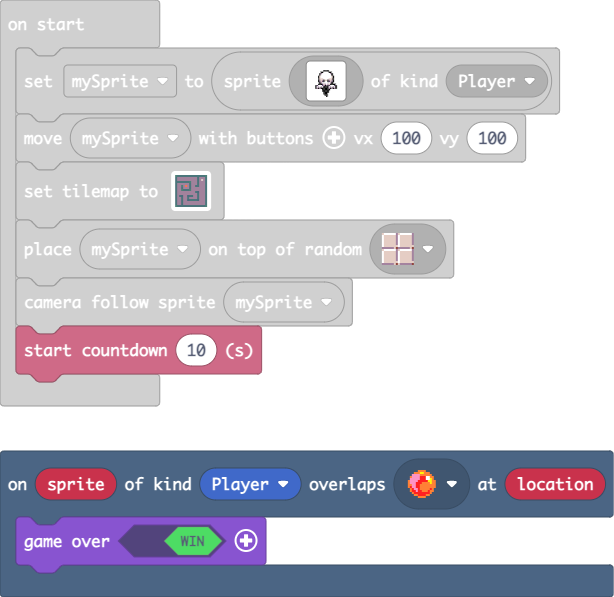 on start
set mySprite to sprite of kind Player
move mySprite with buttons vx 100 vy 100
set tilemap to
place mySprite on top of random
camera follow sprite mySprite
start countdown 10 (s)
on sprite of kind Player overlaps at location
game over WIN